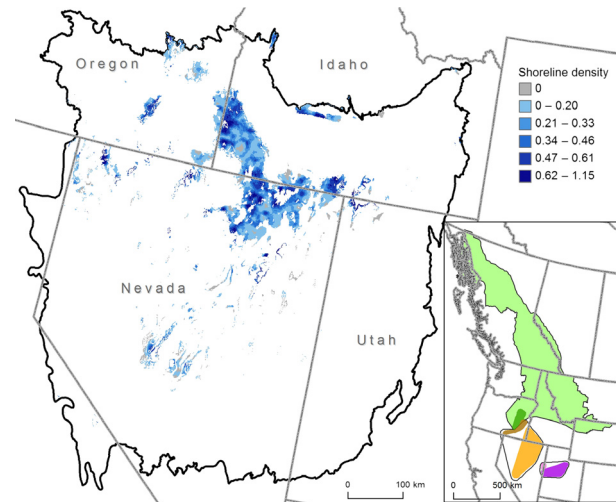 Oregon
Idaho
Nevada
Utah
Shoreline density
0
0 – 0.20
0.21 – 0.33
0.34 – 0.46
0.47 – 0.61
0.62 – 1.15
0 100 km
0 500 km